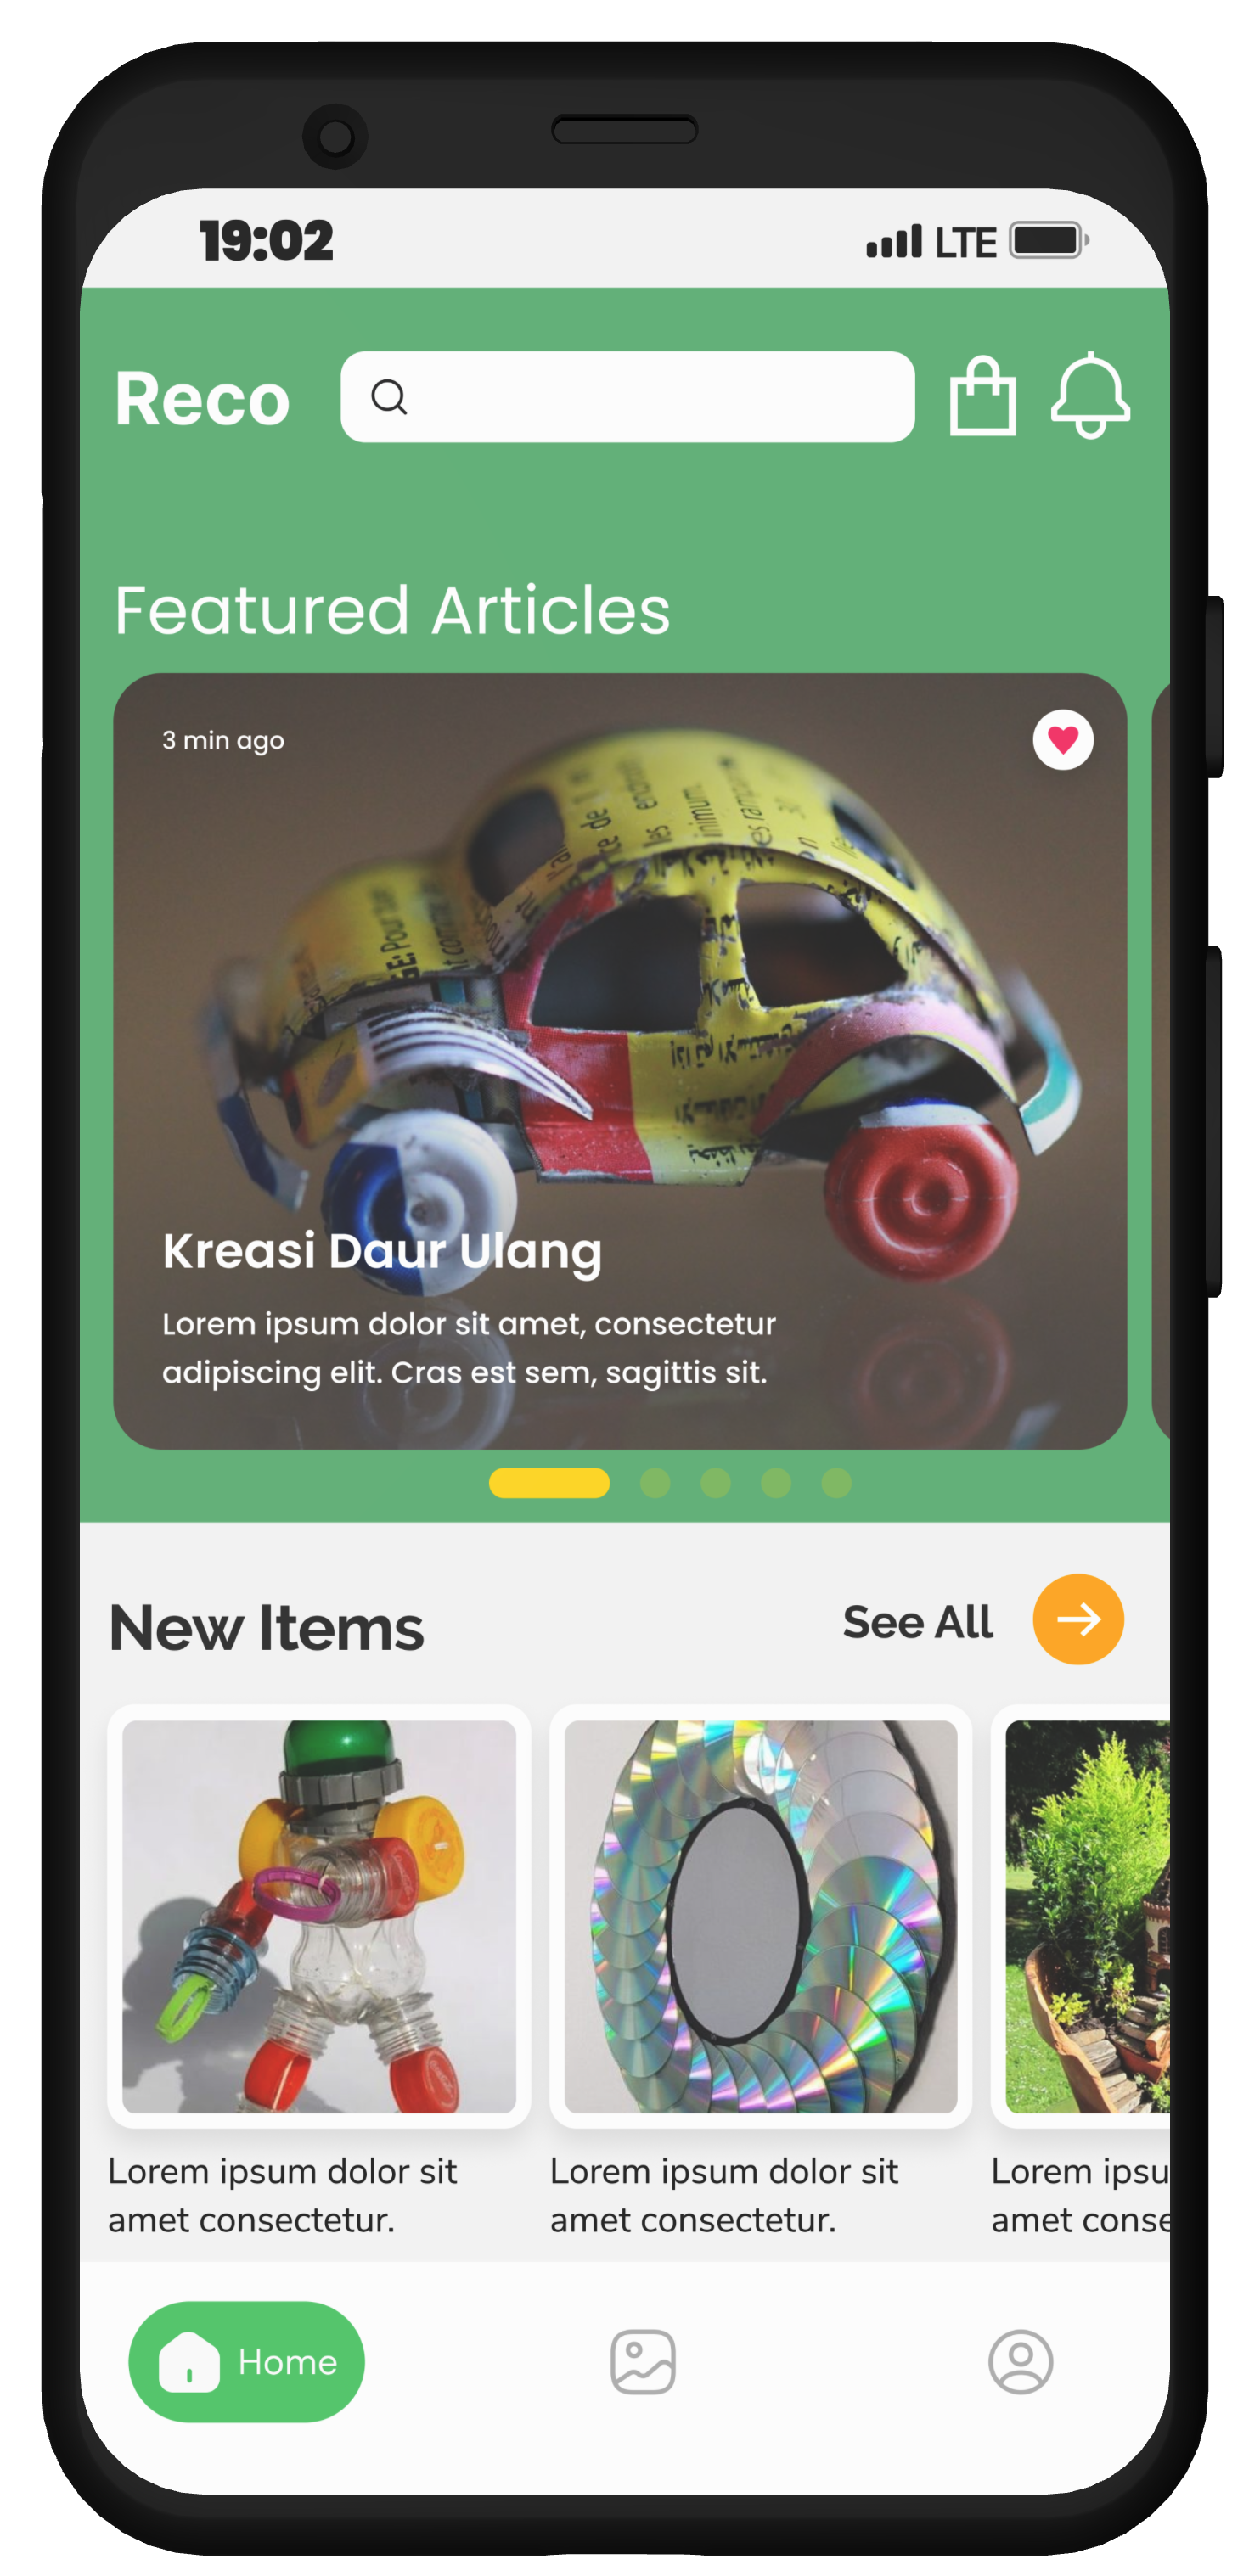 19:02 LTE
Reco
Featured Articles
3 min ago
Kreasi Daur Ulang
Lorem ipsum dolor sit amet, consectetur
adipiscing elit. Cras est sem, sagittis sit.
New Items
See All
Lorem ipsum dolor sit
amet consectetur.
Lorem ipsum dolor sit
amet consectetur.
Lorem
amet
Home